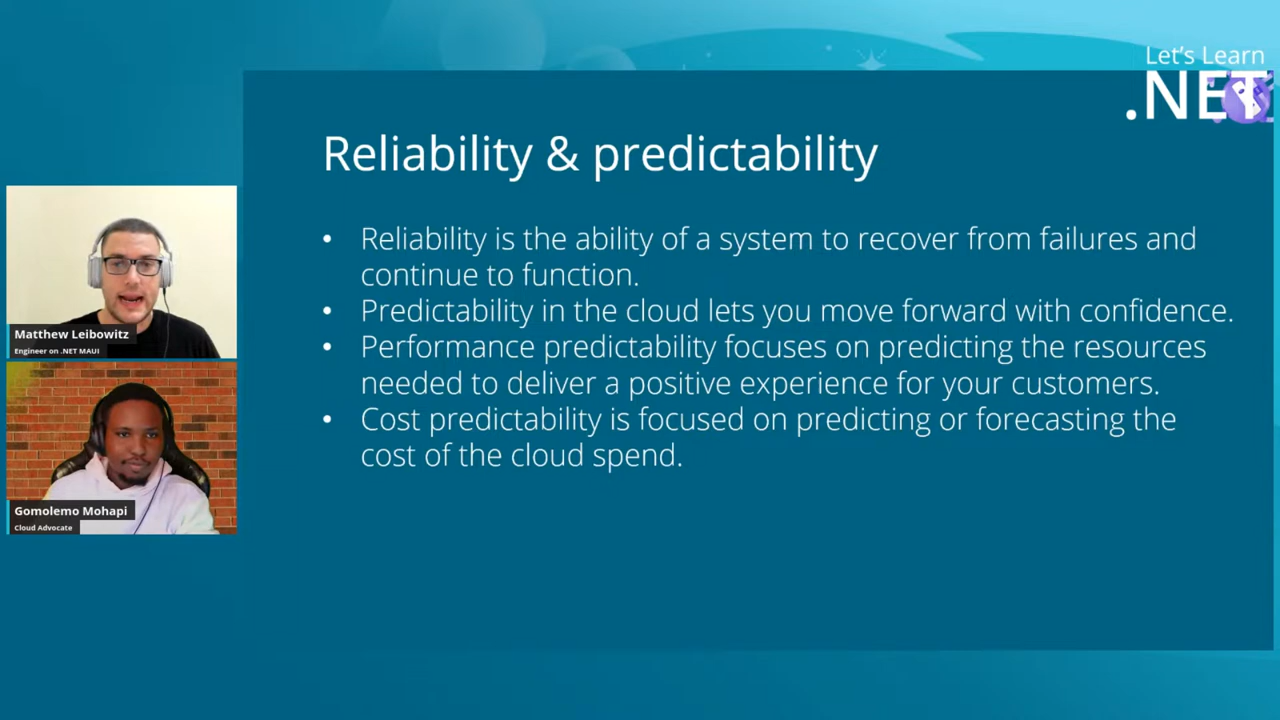 Let's Learn
.NET
Reliability & predictability
• Reliability is the ability of a system to recover from failures and
continue to function.
• Predictability in the cloud lets you move forward with confidence.
• Performance predictability focuses on predicting the resources
needed to deliver a positive experience for your customers.
• Cost predictability is focused on predicting or forecasting the
cost of the cloud spend.
Matthew Leibowitz
Engineer on .NET MAUI
Gomolemo Mohapi
Cloud Advocate